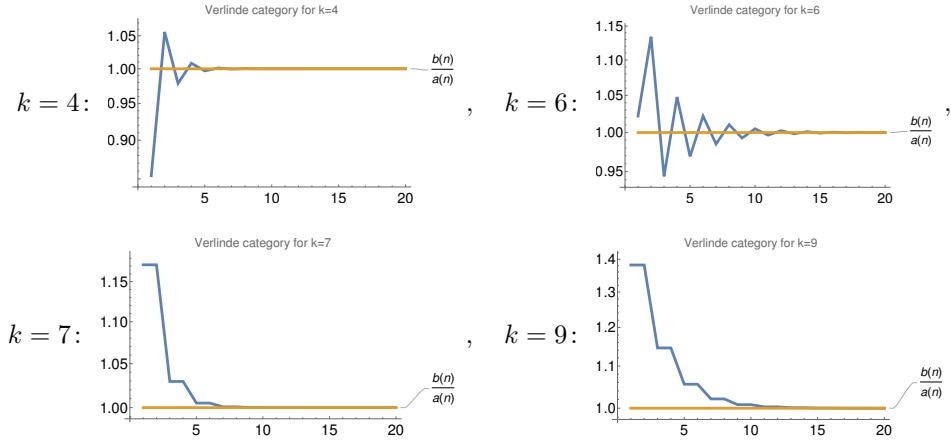 Verlinde category for k=4
1.05
1.00
0.95
0.90
5 10 15 20
b(n)
a(n)
k = 4:
,
Verlinde category for k=6
1.15
1.10
1.05
1.00
0.95
5 10 15 20
b(n)
a(n)
k = 6:
,
Verlinde category for k=7
1.15
1.10
1.05
1.00
5 10 15 20
b(n)
a(n)
k = 7:
,
Verlinde category for k=9
1.4
1.3
1.2
1.1
1.0
5 10 15 20
b(n)
a(n)
k = 9: